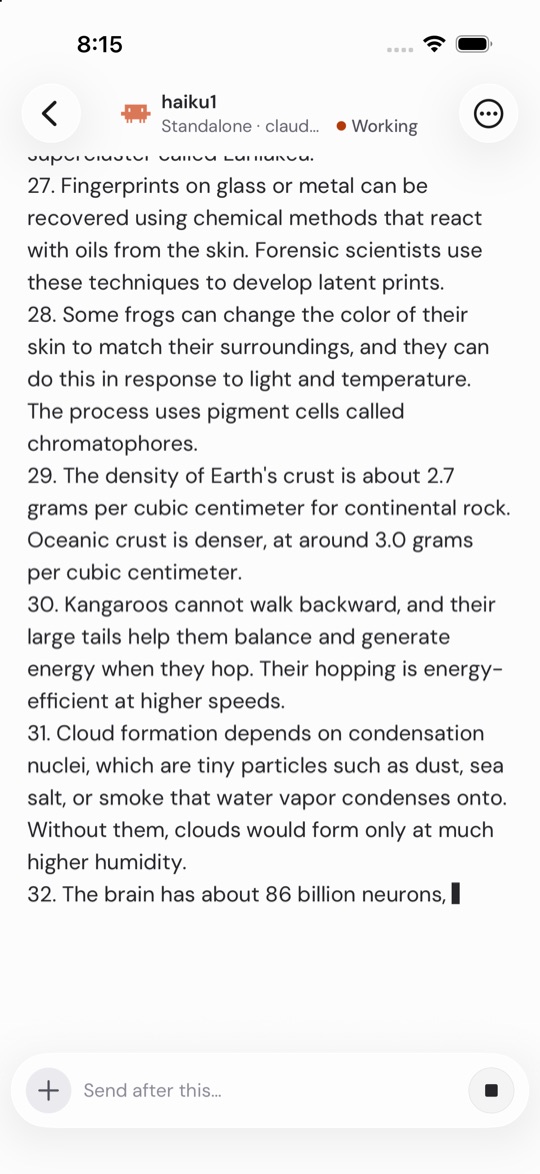 8:15
haiku1
Standalone · claud... Working
supercluster called Laniakea.
27. Fingerprints on glass or metal can be
recovered using chemical methods that react
with oils from the skin. Forensic scientists use
these techniques to develop latent prints.
28. Some frogs can change the color of their
skin to match their surroundings, and they can
do this in response to light and temperature.
The process uses pigment cells called
chromatophores.
29. The density of Earth's crust is about 2.7
grams per cubic centimeter for continental rock.
Oceanic crust is denser, at around 3.0 grams
per cubic centimeter.
30. Kangaroos cannot walk backward, and their
large tails help them balance and generate
energy when they hop. Their hopping is energy-
efficient at higher speeds.
31. Cloud formation depends on condensation
nuclei, which are tiny particles such as dust, sea
salt, or smoke that water vapor condenses onto.
Without them, clouds would form only at much
higher humidity.
32. The brain has about 86 billion neurons,
Send after this...